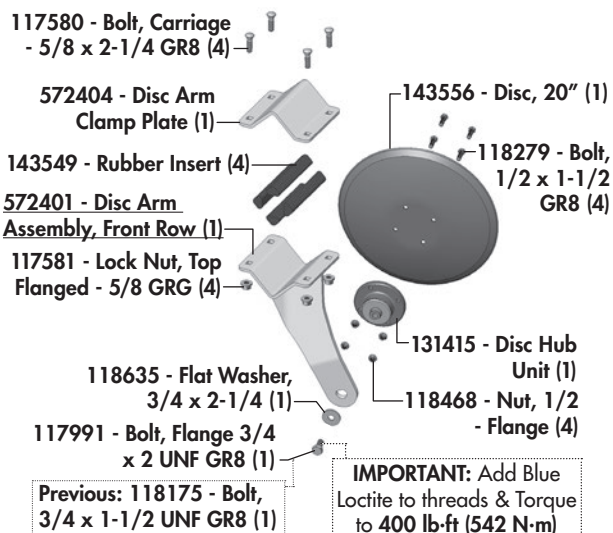 117580 - Bolt, Carriage
- 5/8 x 2-1/4 GR8 (4)
572404 - Disc Arm
Clamp Plate (1)
143549 - Rubber Insert (4)
572401 - Disc Arm
Assembly, Front Row (1)
117581 - Lock Nut, Top
Flanged - 5/8 GRG (4)
118635 - Flat Washer,
3/4 x 2-1/4 (1)
117991 - Bolt, Flange 3/4
x 2 UNF GR8 (1)
Previous: 118175 - Bolt,
3/4 x 1-1/2 UNF GR8 (1)
143556 - Disc, 20" (1)
118279 - Bolt,
1/2 x 1-1/2
GR8 (4)
131415 - Disc Hub
Unit (1)
118468 - Nut, 1/2
- Flange (4)
IMPORTANT: Add Blue
Loctite to threads & Torque
to 400 lb·ft (542 N·m)